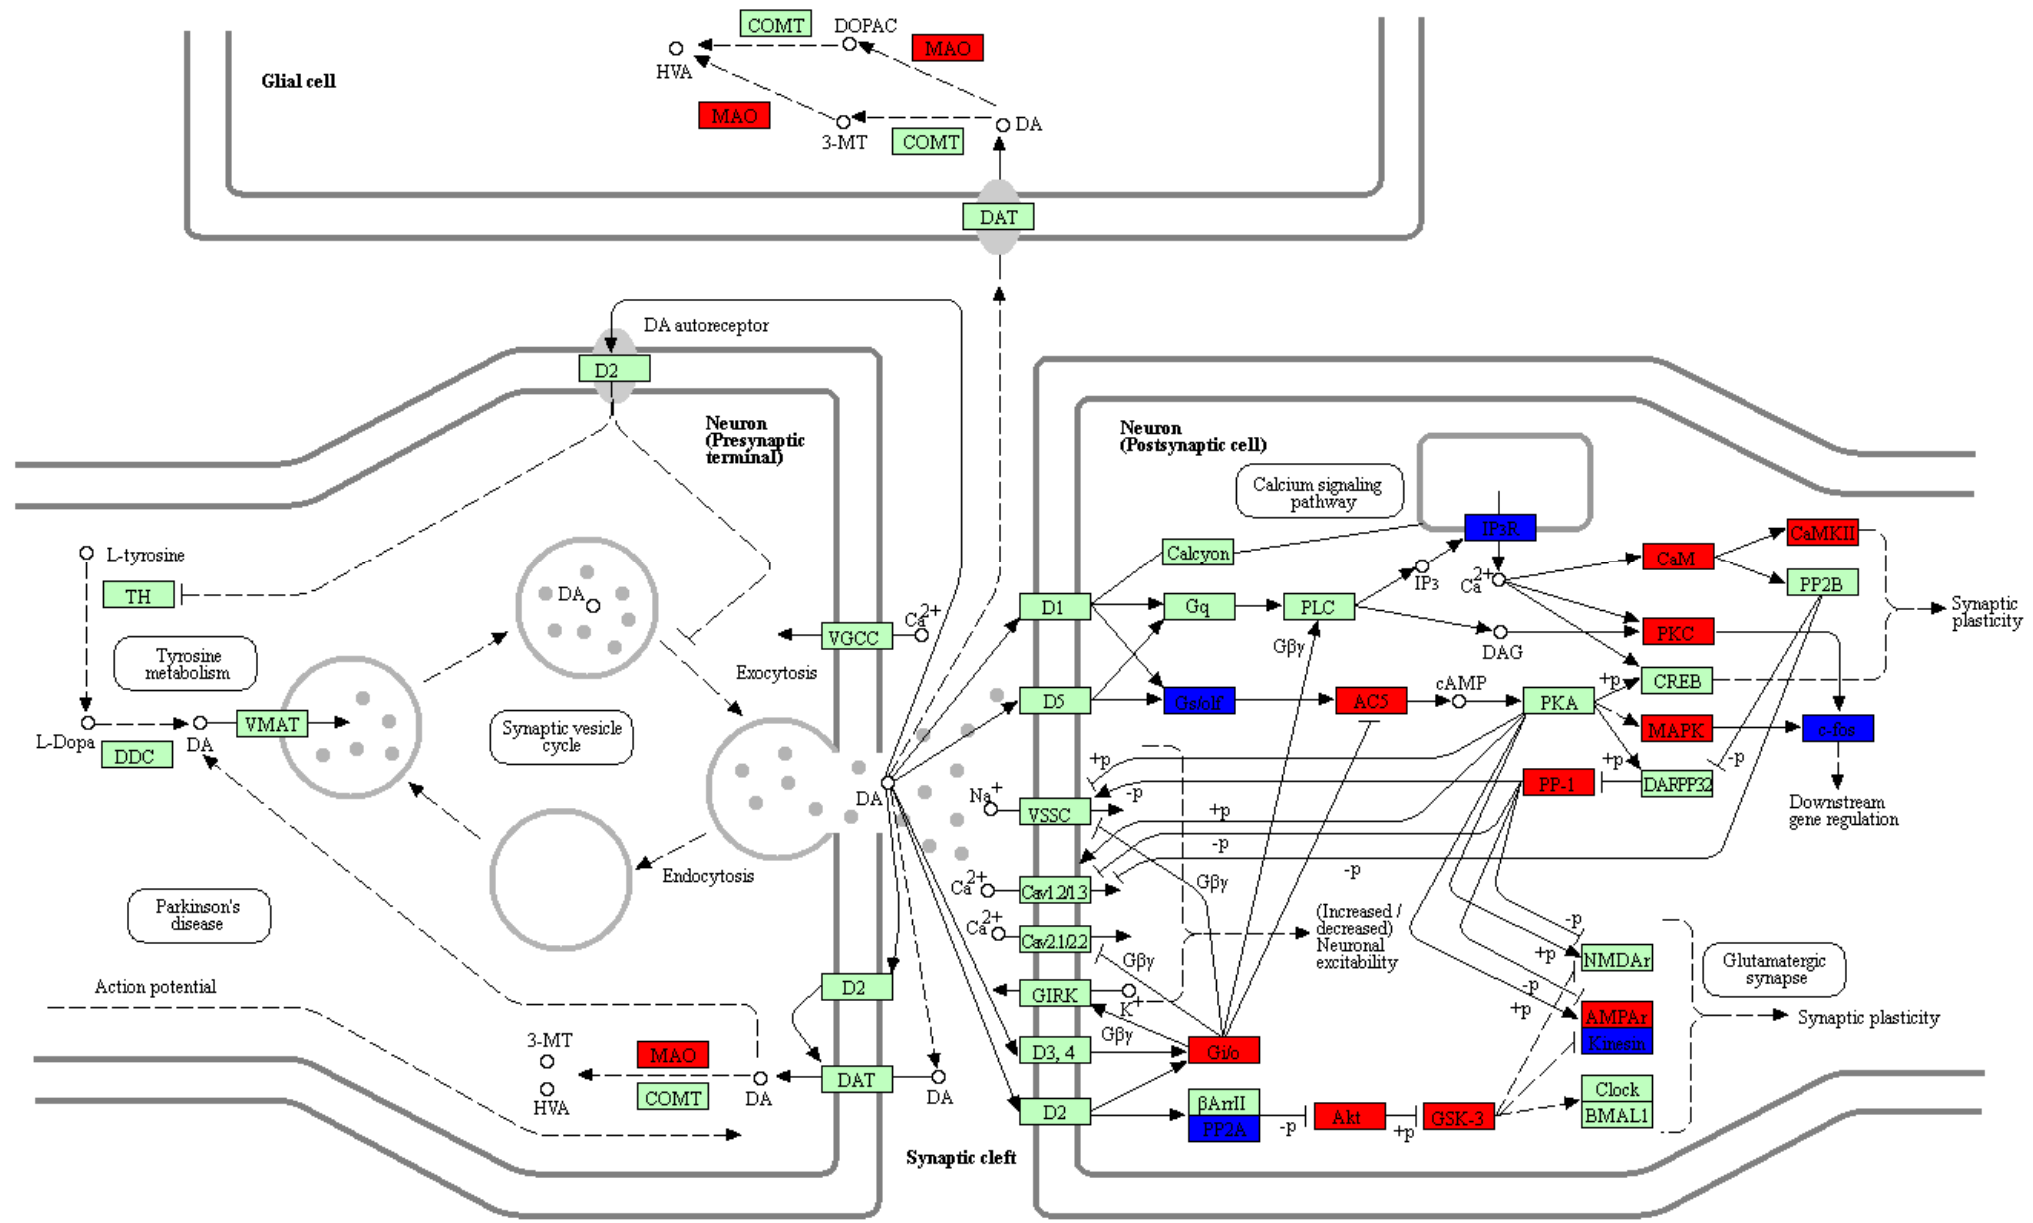 COMT
DOPAC
MAO
HVA
Glial cell
MAO
3-MT
COMT
DA
DAT
DA autoreceptor
D2
Neuron
(Presynaptic
terminal)
Neuron
(Postsynaptic cell)
Calcium signaling
pathway
IP3R
CaMKII
L-tyrosine
TH
DA
Calcyon
CaM
IP3
Ca2+
PP2B
D1
Gq
PLC
Synaptic
plasticity
VGCC
Ca2+
PKC
DAG
Gβγ
Tyrosine
metabolism
Exocytosis
+p
CREB
D5
Gs/olf
AC5
cAMP
PKA
L-Dopa
DDC
DA
VMAT
Synaptic vesicle
cycle
MAPK
c-fos
+p
+p
-p
PP-1
DARPP32
DA
Na+
-p
VSSC
+p
-p
Downstream
gene regulation
Endocytosis
Ca2+
Cav1.2/1.3
Gβγ
-p
Parkinson's
disease
Ca2+
Cav2.1/2.2
(Increased /
decreased)
Neuronal
excitability
-p
+p
NMDAr
Glutamatergic
synapse
Gβγ
Action potential
D2
GIRK
K+
-p
+p
AMPAr
Kinesin
Synaptic plasticity
Gβγ
3-MT
MAO
D3, 4
Gi/o
HVA
COMT
DA
DAT
DA
Clock
BMAL1
D2
βArrII
PP2A
-p
Akt
+p
GSK-3
Synaptic cleft